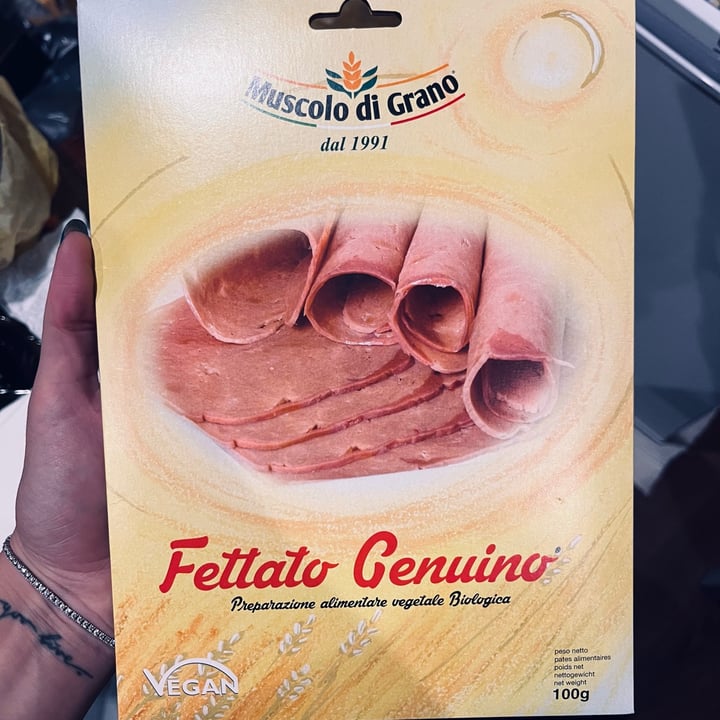 Muscolo di Grano®
dal 1991
Fettato Genuino®
Preparazione alimentare vegetale Biologica
VEGAN
peso netto
pates alimentaires
poids net
nettogewicht
net weight
100g